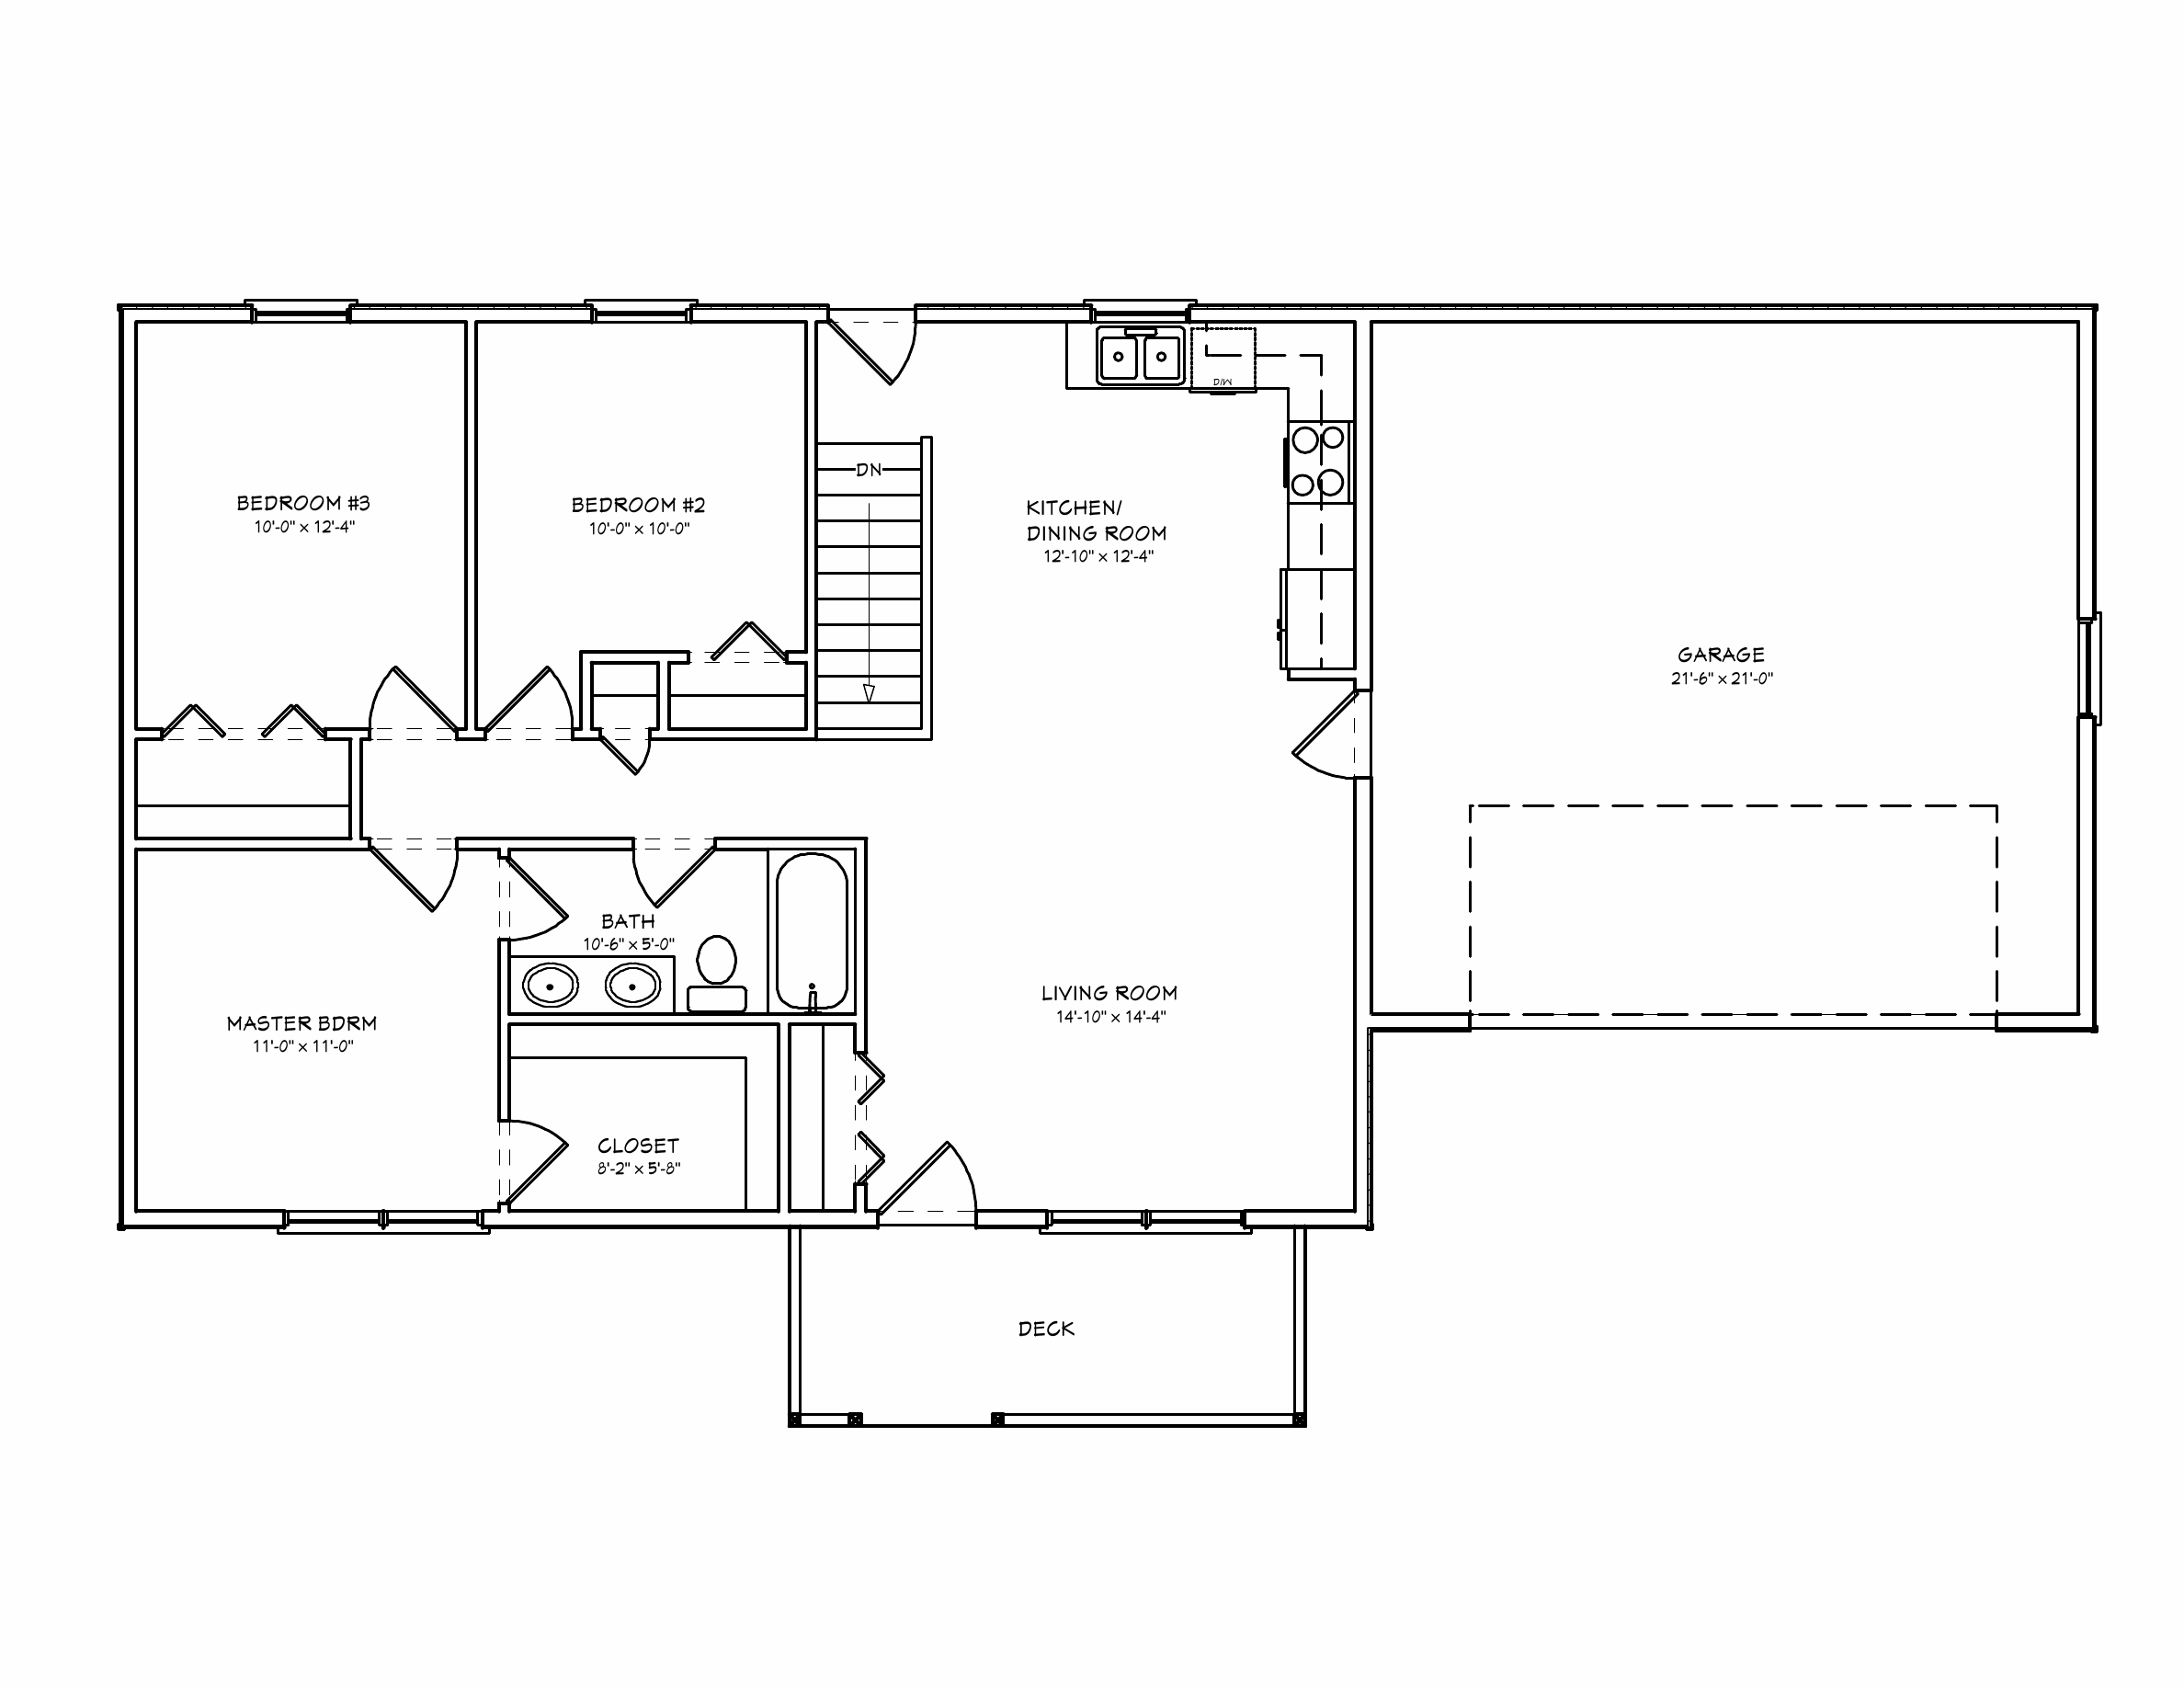 DN
D/W
BEDROOM #3
10'-0" x 12'-4"
BEDROOM #2
10'-0" x 10'-0"
KITCHEN/
DINING ROOM
12'-10" x 12'-4"
GARAGE
21'-6" x 21'-0"
BATH
10'-6" x 5'-0"
LIVING ROOM
14'-10" x 14'-4"
MASTER BDRM
11'-0" x 11'-0"
CLOSET
8'-2" x 5'-8"
DECK